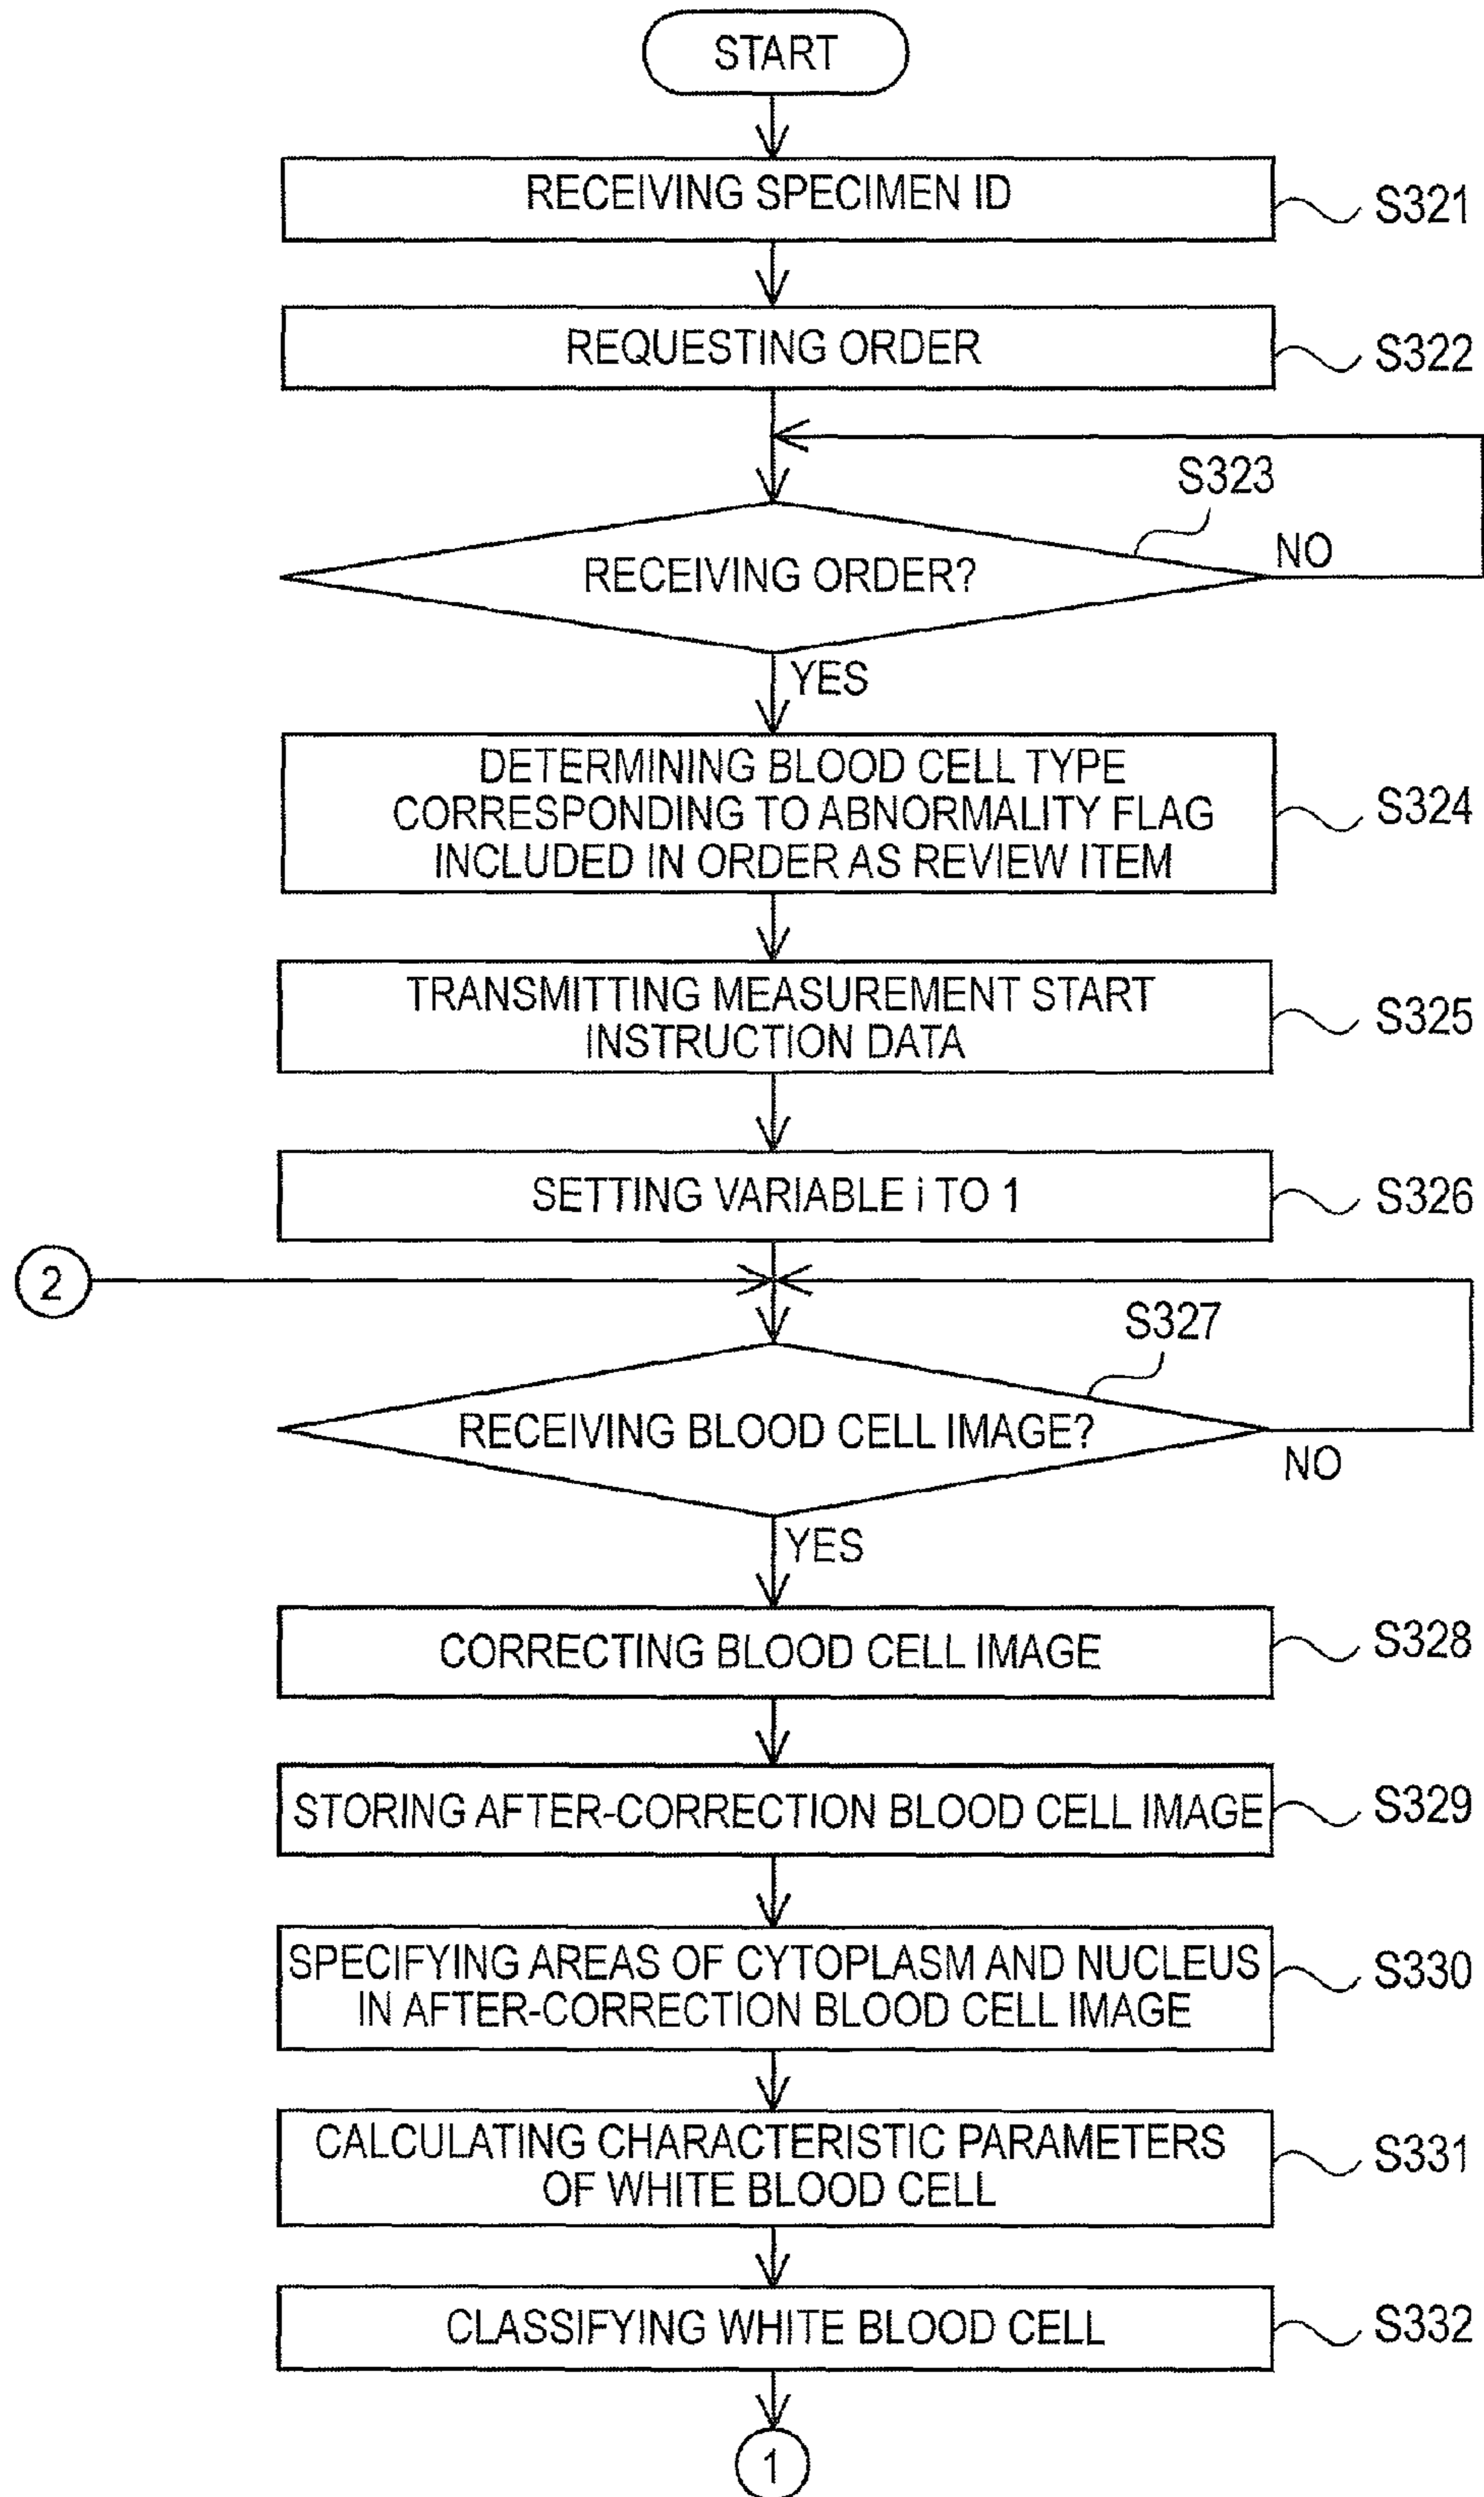 START
RECEIVING SPECIMEN ID
S321
REQUESTING ORDER
S322
S323
RECEIVING ORDER?
NO
YES
DETERMINING BLOOD CELL TYPE
CORRESPONDING TO ABNORMALITY FLAG
INCLUDED IN ORDER AS REVIEW ITEM
S324
TRANSMITTING MEASUREMENT START
INSTRUCTION DATA
S325
SETTING VARIABLE i TO 1
S326
2
S327
RECEIVING BLOOD CELL IMAGE?
NO
YES
CORRECTING BLOOD CELL IMAGE
S328
STORING AFTER-CORRECTION BLOOD CELL IMAGE
S329
SPECIFYING AREAS OF CYTOPLASM AND NUCLEUS
IN AFTER-CORRECTION BLOOD CELL IMAGE
S330
CALCULATING CHARACTERISTIC PARAMETERS
OF WHITE BLOOD CELL
S331
CLASSIFYING WHITE BLOOD CELL
S332
1